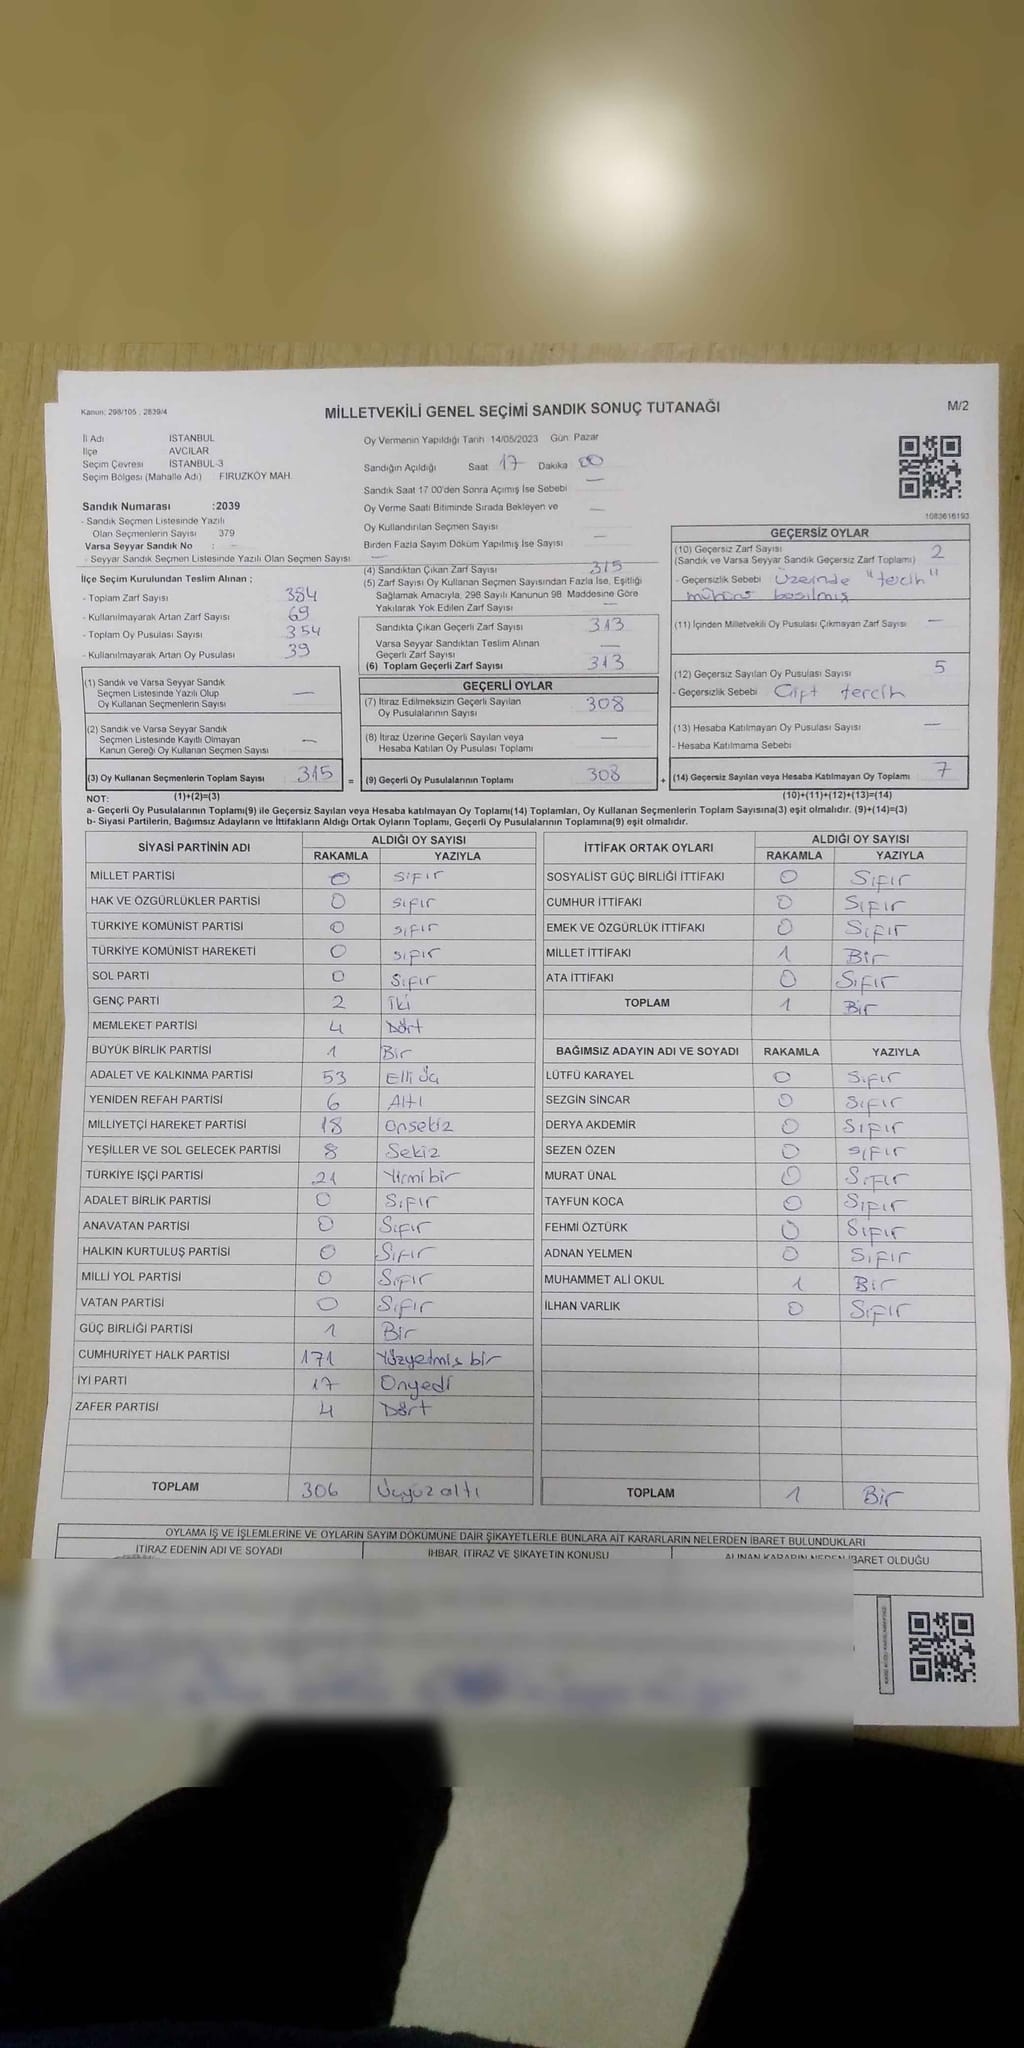 Kanun: 298/105 ; 2839/4
MİLLETVEKİLİ GENEL SEÇİMİ SANDIK SONUÇ TUTANAĞI
M/2
İl Adı İSTANBUL
İlçe AVCILAR
Seçim Çevresi İSTANBUL-3
Seçim Bölgesi (Mahalle Adı) FİRUZKÖY MAH.
Oy Vermenin Yapıldığı Tarih 14/05/2023 Gün: Pazar
Sandığın Açıldığı Saat 17 Dakika 00
Sandık Saat 17:00'den Sonra Açımış İse Sebebi —
Oy Verme Saati Bitiminde Sırada Bekleyen ve
Oy Kullandırılan Seçmen Sayısı —
Birden Fazla Sayım Döküm Yapılmış İse Sayısı —
1083616193
Sandık Numarası :2039
- Sandık Seçmen Listesinde Yazılı
Olan Seçmenlerin Sayısı 379
Varsa Seyyar Sandık No :
- Seyyar Sandık Seçmen Listesinde Yazılı Olan Seçmen Sayısı —
İlçe Seçim Kurulundan Teslim Alınan ;
- Toplam Zarf Sayısı 384
- Kullanılmayarak Artan Zarf Sayısı 69
- Toplam Oy Pusulası Sayısı 354
- Kullanılmayarak Artan Oy Pusulası 39
(4) Sandıktan Çıkan Zarf Sayısı 315
(5) Zarf Sayısı Oy Kullanan Seçmen Sayısından Fazla İse, Eşitliği
Sağlamak Amacıyla, 298 Sayılı Kanunun 98. Maddesine Göre
Yakılarak Yok Edilen Zarf Sayısı —
Sandıkta Çıkan Geçerli Zarf Sayısı 313
Varsa Seyyar Sandıktan Teslim Alınan
Geçerli Zarf Sayısı —
(6) Toplam Geçerli Zarf Sayısı 313
GEÇERSİZ OYLAR
(10) Geçersiz Zarf Sayısı 2
(Sandık ve Varsa Seyyar Sandık Geçersiz Zarf Toplamı)
- Geçersizlik Sebebi üzerinde "tercih"
mührü basılmış
(11) İçinden Milletvekili Oy Pusulası Çıkmayan Zarf Sayısı —
(12) Geçersiz Sayılan Oy Pusulası Sayısı 5
- Geçersizlik Sebebi Çift tercih
(13) Hesaba Katılmayan Oy Pusulası Sayısı —
- Hesaba Katılmama Sebebi
(14) Geçersiz Sayılan veya Hesaba Katılmayan Oy Toplamı 7
(10)+(11)+(12)+(13)=(14)
(1) Sandık ve Varsa Seyyar Sandık
Seçmen Listesinde Yazılı Olup
Oy Kullanan Seçmenlerin Sayısı —
(2) Sandık ve Varsa Seyyar Sandık
Seçmen Listesinde Kayıtlı Olmayan
Kanun Gereği Oy Kullanan Seçmen Sayısı —
(3) Oy Kullanan Seçmenlerin Toplam Sayısı 315 =
(1)+(2)=(3)
GEÇERLİ OYLAR
(7) İtiraz Edilmeksizin Geçerli Sayılan
Oy Pusulalarının Sayısı 308
(8) İtiraz Üzerine Geçerli Sayılan veya
Hesaba Katılan Oy Pusulası Toplamı —
(9) Geçerli Oy Pusulalarının Toplamı 308 +
NOT:
a- Geçerli Oy Pusulalarının Toplamı(9) ile Geçersiz Sayılan veya Hesaba katılmayan Oy Toplamı(14) Toplamları, Oy Kullanan Seçmenlerin Toplam Sayısına(3) eşit olmalıdır. (9)+(14)=(3)
b- Siyasi Partilerin, Bağımsız Adayların ve İttifakların Aldığı Ortak Oyların Toplamı, Geçerli Oy Pusulalarının Toplamına(9) eşit olmalıdır.
SİYASİ PARTİNİN ADI ALDIĞI OY SAYISI
RAKAMLA YAZIYLA
MİLLET PARTİSİ 0 sıfır
HAK VE ÖZGÜRLÜKLER PARTİSİ 0 sıfır
TÜRKİYE KOMÜNİST PARTİSİ 0 sıfır
TÜRKİYE KOMÜNİST HAREKETİ 0 sıfır
SOL PARTİ 0 Sıfır
GENÇ PARTİ 2 İki
MEMLEKET PARTİSİ 4 Dört
BÜYÜK BİRLİK PARTİSİ 1 Bir
ADALET VE KALKINMA PARTİSİ 53 Elli üç
YENİDEN REFAH PARTİSİ 6 Altı
MİLLİYETÇİ HAREKET PARTİSİ 18 Onsekiz
YEŞİLLER VE SOL GELECEK PARTİSİ 8 Sekiz
TÜRKİYE İŞÇİ PARTİSİ 21 Yirmibir
ADALET BİRLİK PARTİSİ 0 Sıfır
ANAVATAN PARTİSİ 0 Sıfır
HALKIN KURTULUŞ PARTİSİ 0 Sıfır
MİLLİ YOL PARTİSİ 0 Sıfır
VATAN PARTİSİ 0 Sıfır
GÜÇ BİRLİĞİ PARTİSİ 1 Bir
CUMHURİYET HALK PARTİSİ 171 Yüzyetmiş bir
İYİ PARTİ 17 Onyedi
ZAFER PARTİSİ 4 Dört
TOPLAM 306 Üçyüz altı
İTTİFAK ORTAK OYLARI ALDIĞI OY SAYISI
RAKAMLA YAZIYLA
SOSYALİST GÜÇ BİRLİĞİ İTTİFAKI 0 Sıfır
CUMHUR İTTİFAKI 0 Sıfır
EMEK VE ÖZGÜRLÜK İTTİFAKI 0 Sıfır
MİLLET İTTİFAKI 1 Bir
ATA İTTİFAKI 0 Sıfır
TOPLAM 1 Bir
BAĞIMSIZ ADAYIN ADI VE SOYADI RAKAMLA YAZIYLA
LÜTFÜ KARAYEL 0 Sıfır
SEZGİN SİNCAR 0 Sıfır
DERYA AKDEMİR 0 Sıfır
SEZEN ÖZEN 0 sıfır
MURAT ÜNAL 0 Sıfır
TAYFUN KOCA 0 Sıfır
FEHMİ ÖZTÜRK 0 Sıfır
ADNAN YELMEN 0 Sıfır
MUHAMMET ALİ OKUL 1 Bir
İLHAN VARLIK 0 Sıfır
TOPLAM 1 Bir
OYLAMA İŞ VE İŞLEMLERİNE VE OYLARIN SAYIM DÖKÜMÜNE DAİR ŞİKAYETLERLE BUNLARA AİT KARARLARIN NELERDEN İBARET BULUNDUKLARI
İTİRAZ EDENİN ADI VE SOYADI İHBAR, İTİRAZ VE ŞİKAYETİN KONUSU ALINAN KARARIN NEDEN İBARET OLDUĞU